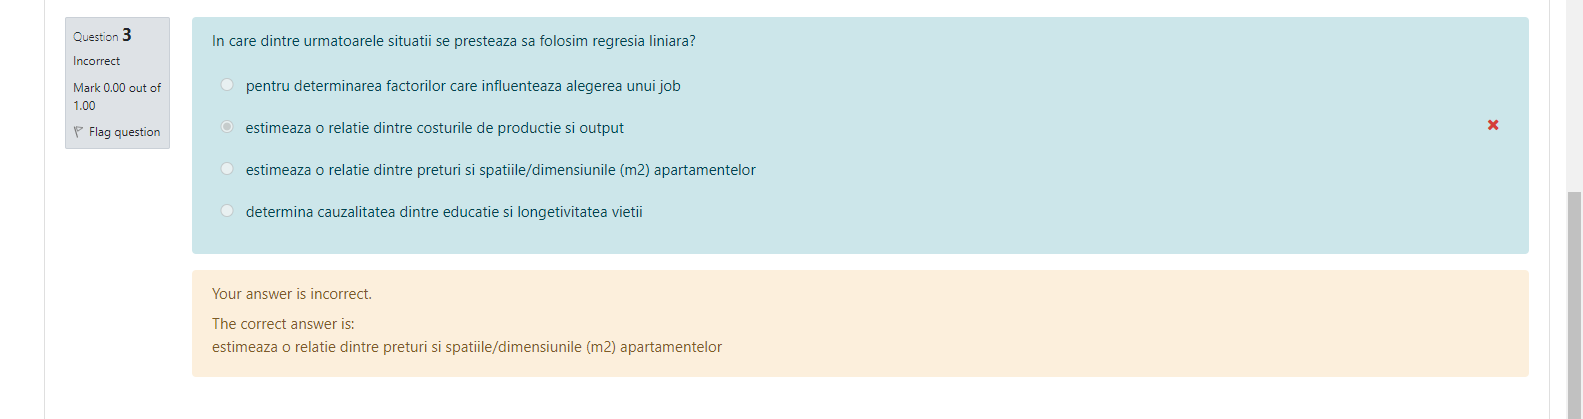 Question 3
Incorrect
Mark 0.00 out of
1.00
Flag question
In care dintre urmatoarele situatii se presteaza sa folosim regresia liniara?
pentru determinarea factorilor care influenteaza alegerea unui job
estimeaza o relatie dintre costurile de productie si output
estimeaza o relatie dintre preturi si spatiile/dimensiunile (m2) apartamentelor
determina cauzalitatea dintre educatie si longetivitatea vietii
Your answer is incorrect.
The correct answer is:
estimeaza o relatie dintre preturi si spatiile/dimensiunile (m2) apartamentelor